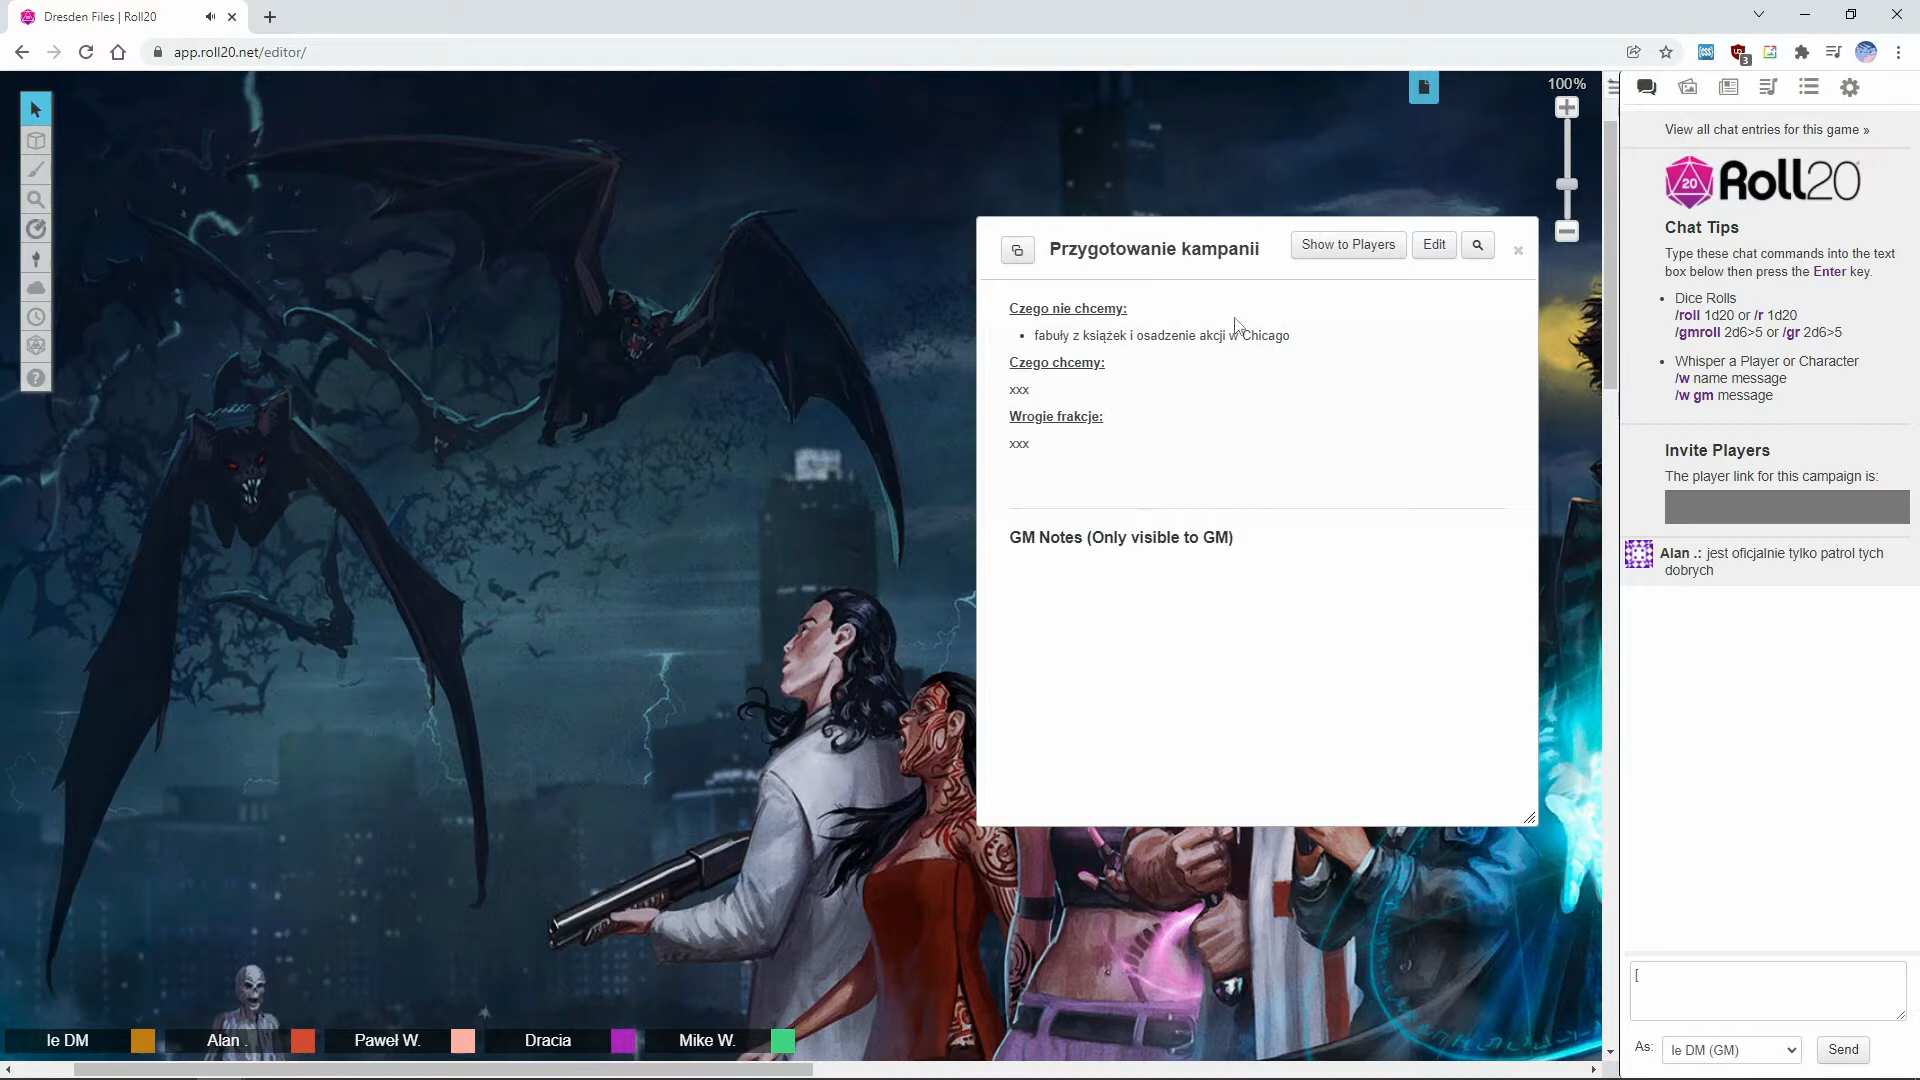 Dresden Files | Roll20
app.roll20.net/editor/
3
100%
View all chat entries for this game »
20
Roll20
Chat Tips
Type these chat commands into the text
box below then press the Enter key.
Dice Rolls
/roll 1d20 or /r 1d20
/gmroll 2d6>5 or /gr 2d6>5
Whisper a Player or Character
/w name message
/w gm message
Invite Players
The player link for this campaign is:
Alan .: jest oficjalnie tylko patrol tych
dobrych
Przygotowanie kampanii
Show to Players
Edit
Czego nie chcemy:
fabuły z książek i osadzenie akcji w Chicago
Czego chcemy:
xxx
Wrogie frakcje:
xxx
GM Notes (Only visible to GM)
[
As:
le DM (GM)
Send
le DM
Alan .
Paweł W.
Dracia
Mike W.